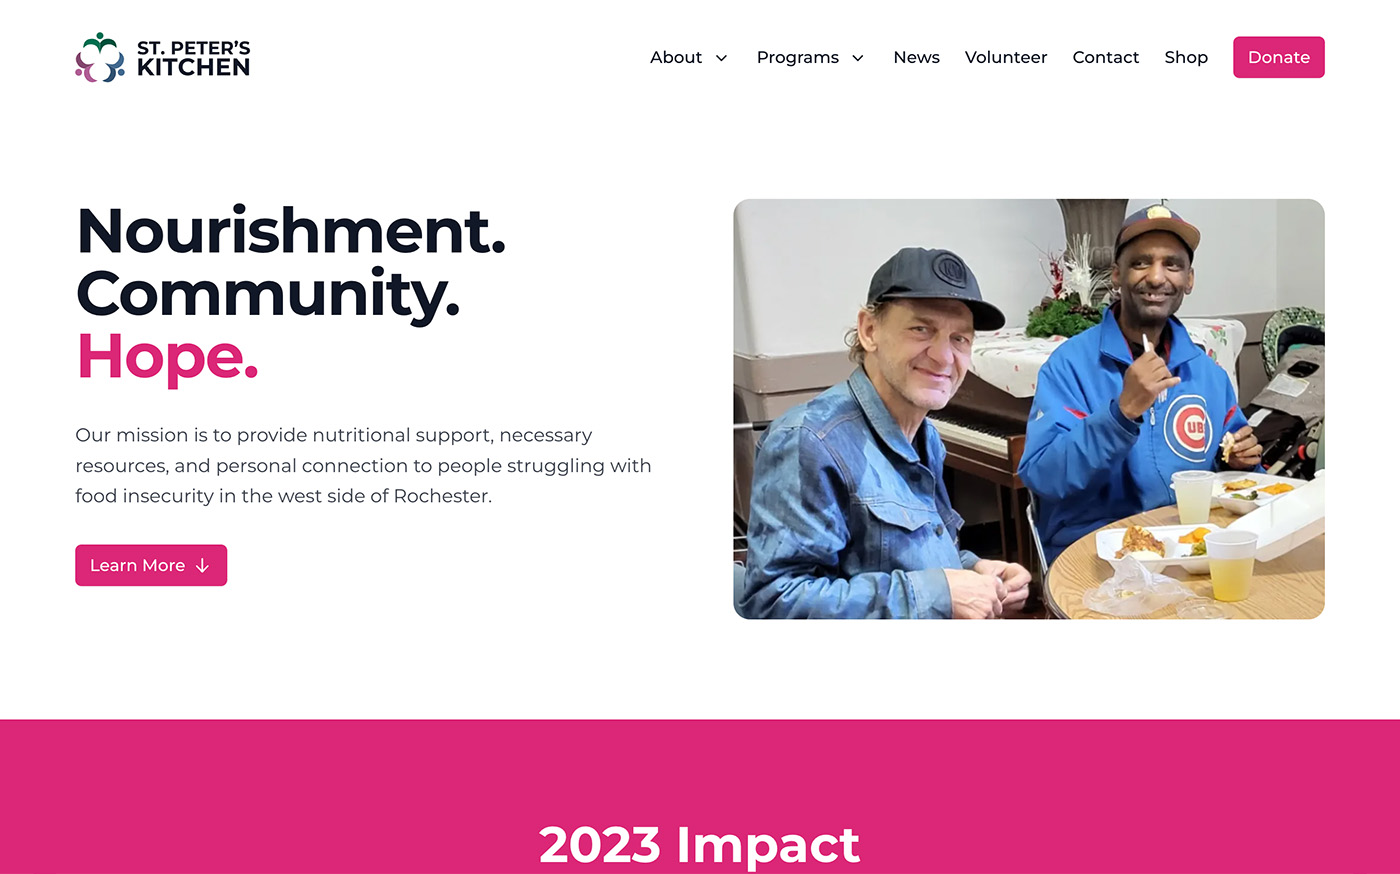 ST. PETER'S
KITCHEN
About
Programs
News
Volunteer
Contact
Shop
Donate
Nourishment.
Community.
Hope.
Our mission is to provide nutritional support, necessary
resources, and personal connection to people struggling with
food insecurity in the west side of Rochester.
Learn More
CUBS
2023 Impact